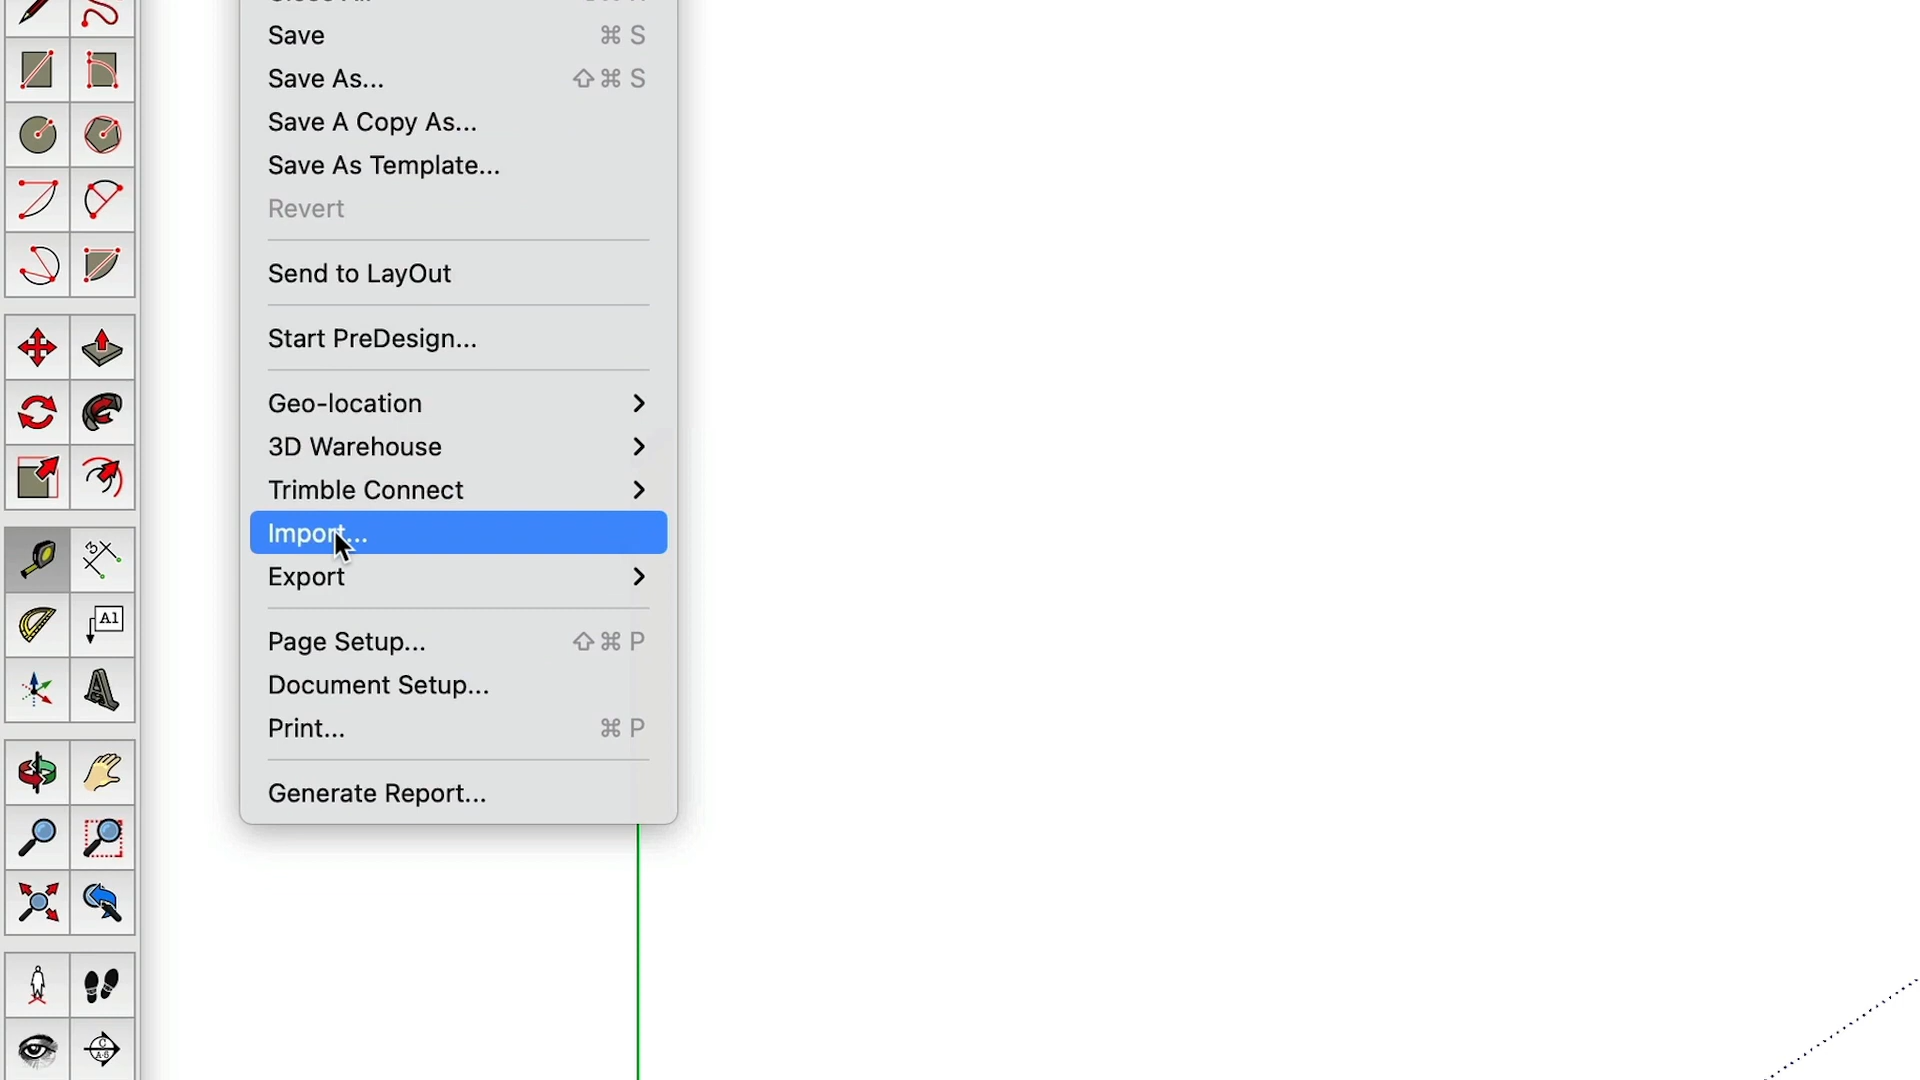 Save ⌘ S
Save As... ⇧ ⌘ S
Save A Copy As...
Save As Template...
Revert
Send to LayOut
Start PreDesign...
Geo-location
3D Warehouse
Trimble Connect
Import...
Export
3
A1
Page Setup... ⇧ ⌘ P
Document Setup...
A
Print... ⌘ P
Generate Report...
C
A-B